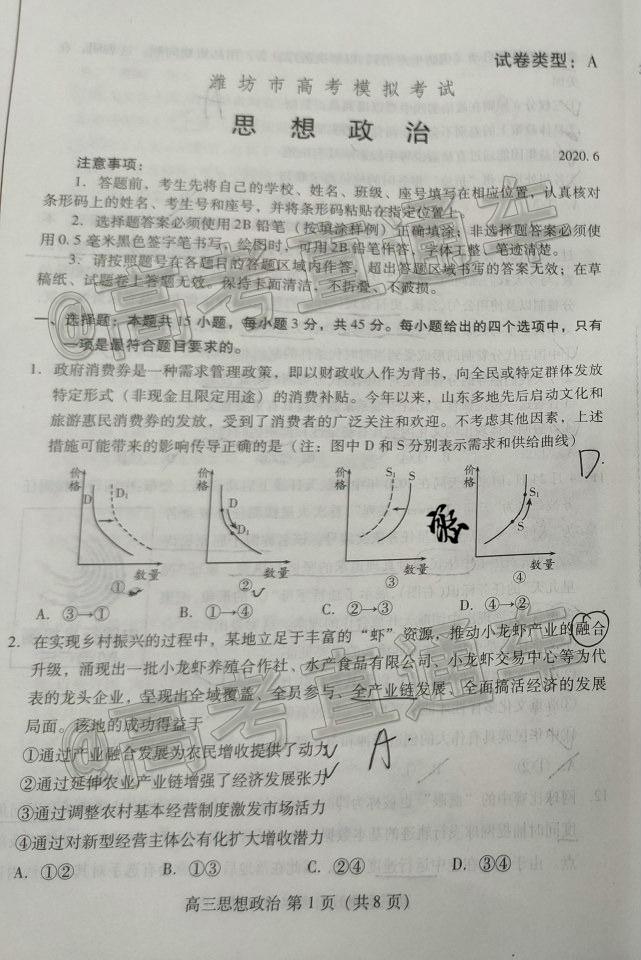 试卷类型：A
潍坊市高考模拟考试
思想政治
2020.6
注意事项：
1．答题前，考生先将自己的学校、姓名、班级、座号填写在相应位置，认真核对
条形码上的姓名、考生号和座号，并将条形码粘贴在指定位置上。
2．选择题答案必须使用2B铅笔（按填涂样例）正确填涂；非选择题答案必须使
用0.5毫米黑色签字笔书写，绘图时，可用2B铅笔作答，字体工整、笔迹清楚。
3．请按照题号在各题目的答题区域内作答，超出答题区域书写的答案无效；在草
稿纸、试题卷上答题无效。保持卡面清洁，不折叠、不破损。
一、选择题：本题共15小题，每小题3分，共45分。每小题给出的四个选项中，只有
一项是最符合题目要求的。
1．政府消费券是一种需求管理政策，即以财政收入作为背书，向全民或特定群体发放
特定形式（非现金且限定用途）的消费补贴。今年以来，山东多地先后启动文化和
旅游惠民消费券的发放，受到了消费者的广泛关注和欢迎。不考虑其他因素，上述
措施可能带来的影响传导正确的是（注：图中D和S分别表示需求和供给曲线）
D.
价格 D D₁ 数量 ①
价格 D D₁ 数量 ②
价格 S₁ S 数量 ③
价格 S₁ S 数量 ④
A．③→① B．①→④ C．②→③ D．④→②
2．在实现乡村振兴的过程中，某地立足于丰富的“虾”资源，推动小龙虾产业的融合
升级，涌现出一批小龙虾养殖合作社、水产食品有限公司、小龙虾交易中心等为代
表的龙头企业，呈现出全域覆盖、全员参与、全产业链发展、全面搞活经济的发展
局面。该地的成功得益于
①通过产业融合发展为农民增收提供了动力
②通过延伸农业产业链增强了经济发展张力
A.
③通过调整农村基本经营制度激发市场活力
④通过对新型经营主体公有化扩大增收潜力
A．①② B．①③ C．②④ D．③④
高三思想政治 第1页（共8页）
@高考直通车
@高考直通车